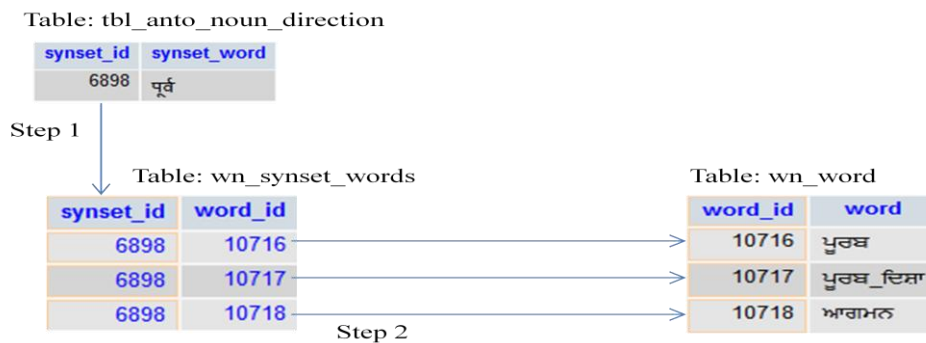 Table: tbl_anto_noun_direction
synset_id synset_word
6898 पूर्व
Step 1
Table: wn_synset_words
synset_id word_id
6898 10716
6898 10717
6898 10718
Step 2
Table: wn_word
word_id word
10716 ਪੂਰਬ
10717 ਪੂਰਬ_ਦਿਸ਼ਾ
10718 ਆਗਮਨ